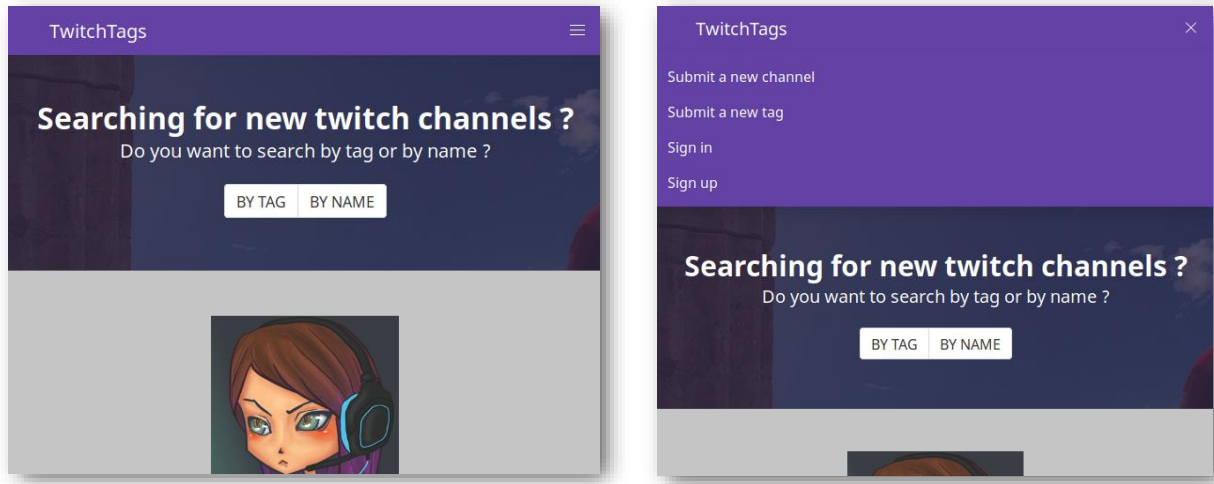 TwitchTags
Searching for new twitch channels ?
Do you want to search by tag or by name ?
BY TAG BY NAME
TwitchTags
Submit a new channel
Submit a new tag
Sign in
Sign up
Searching for new twitch channels ?
Do you want to search by tag or by name ?
BY TAG BY NAME